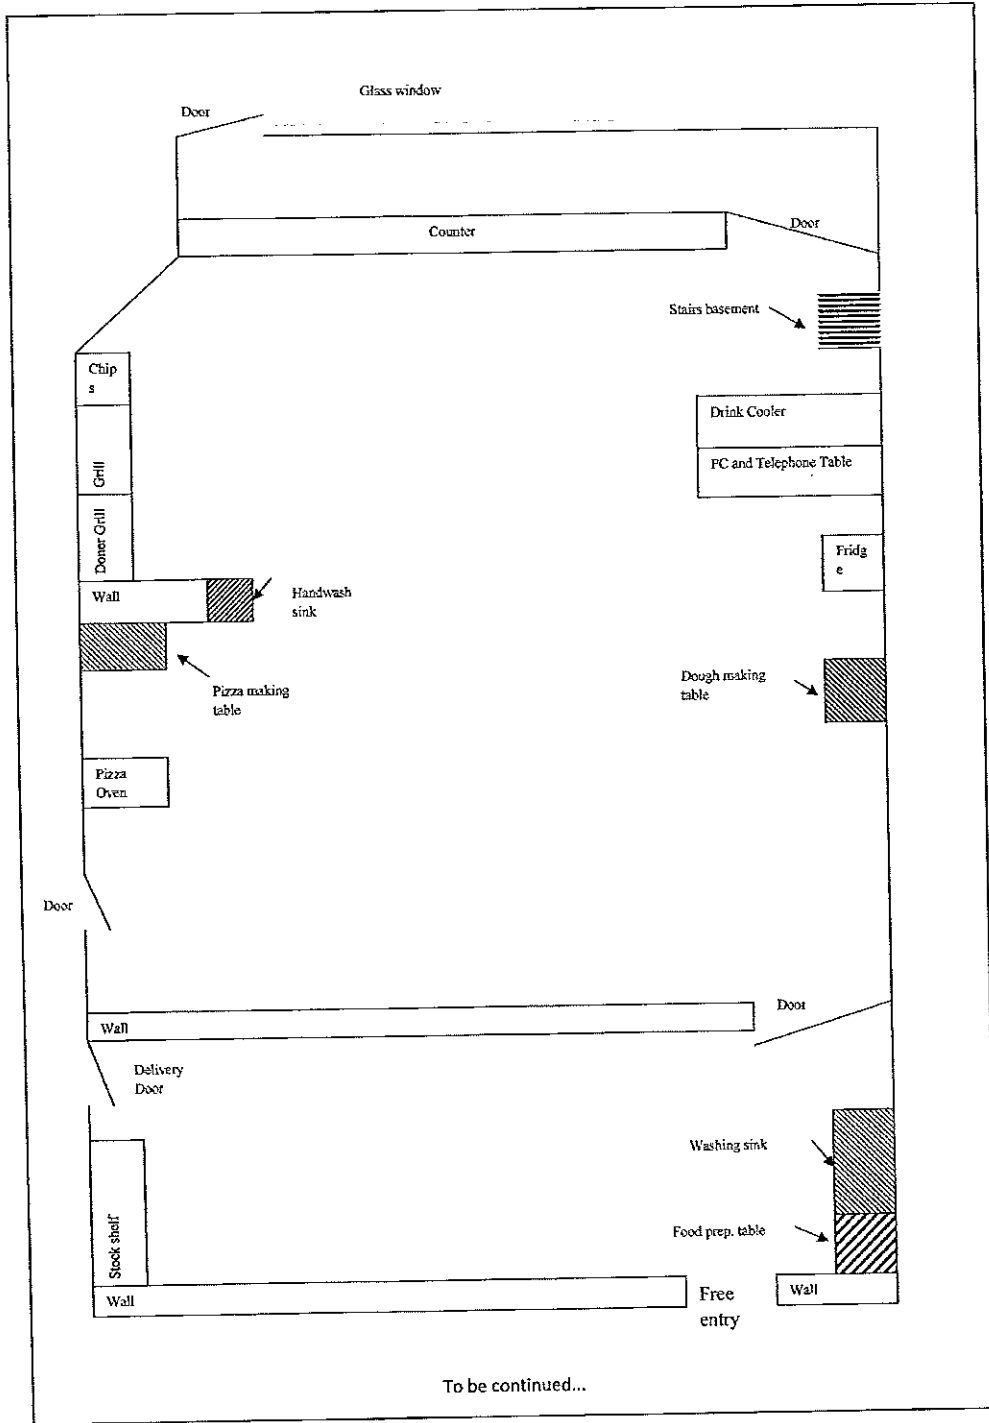 Glass window
Door
Counter
Door
Stairs basement
Chip
s
Drink Cooler
Grill
PC and Telephone Table
Doner Grill
Fridg
e
Wall
Handwash
sink
Pizza making
table
Dough making
table
Pizza
Oven
Door
Wall
Door
Delivery
Door
Washing sink
Stock shelf
Food prep. table
Wall
Free
entry
Wall
To be continued...